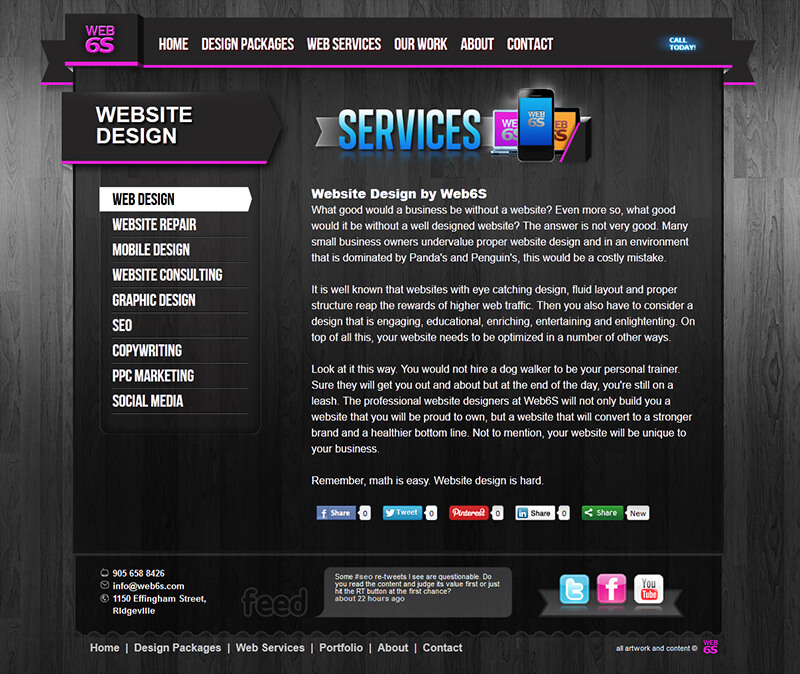 WEB
6S
HOME DESIGN PACKAGES WEB SERVICES OUR WORK ABOUT CONTACT
CALL
TODAY!
WEBSITE
DESIGN
SERVICES
WEB
6S
WEB
6S
WEB
6S
WEB DESIGN
WEBSITE REPAIR
MOBILE DESIGN
WEBSITE CONSULTING
GRAPHIC DESIGN
SEO
COPYWRITING
PPC MARKETING
SOCIAL MEDIA
Website Design by Web6S
What good would a business be without a website? Even more so, what good
would it be without a well designed website? The answer is not very good. Many
small business owners undervalue proper website design and in an environment
that is dominated by Panda's and Penguin's, this would be a costly mistake.
It is well known that websites with eye catching design, fluid layout and proper
structure reap the rewards of higher web traffic. Then you also have to consider a
design that is engaging, educational, enriching, entertaining and enlightenting. On
top of all this, your website needs to be optimized in a number of other ways.
Look at it this way. You would not hire a dog walker to be your personal trainer.
Sure they will get you out and about but at the end of the day, you're still on a
leash. The professional website designers at Web6S will not only build you a
website that you will be proud to own, but a website that will convert to a stronger
brand and a healthier bottom line. Not to mention, your website will be unique to
your business.
Remember, math is easy. Website design is hard.
f Share 0 Tweet 0 Pinterest 0 in Share 0 Share New
905 658 8426
info@web6s.com
1150 Effingham Street,
Ridgeville
feed
Some #seo re-tweets I see are questionable. Do
you read the content and judge its value first or just
hit the RT button at the first chance?
about 22 hours ago
t f You Tube
Home | Design Packages | Web Services | Portfolio | About | Contact
all artwork and content © WEB 6S